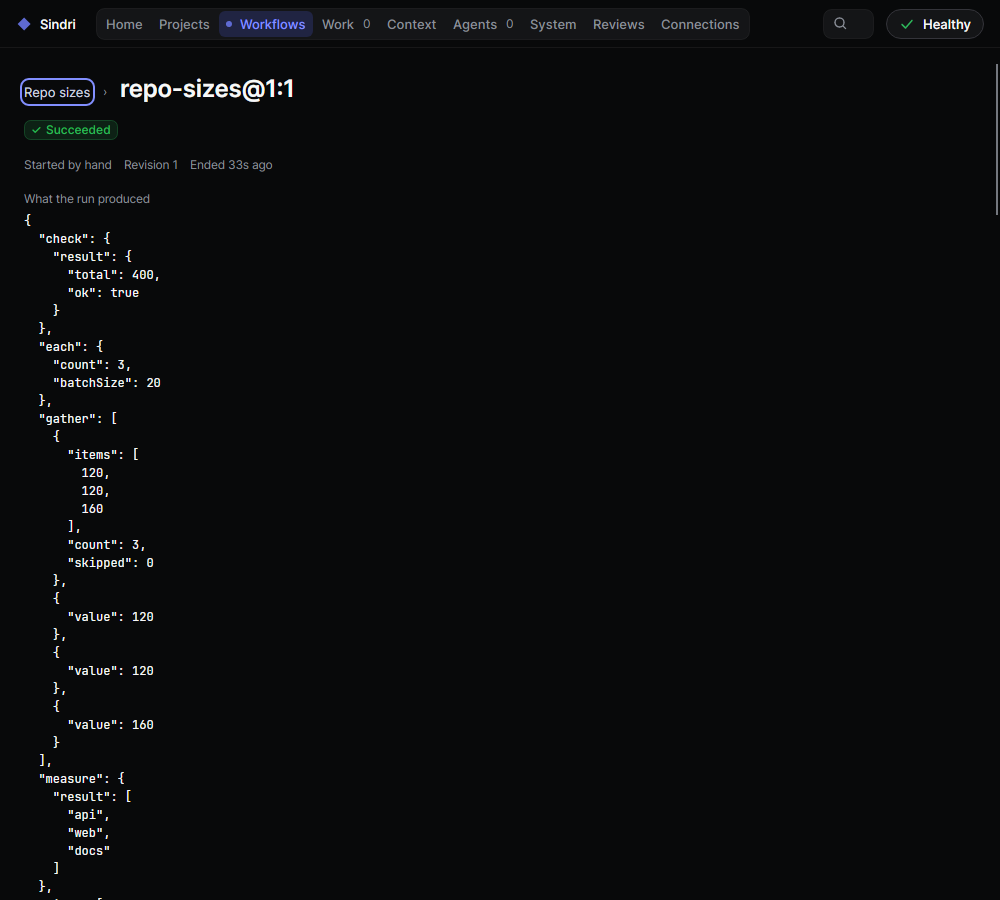 Sindri Home Projects Workflows Work 0 Context Agents 0 System Reviews Connections Healthy
Repo sizes › repo-sizes@1:1
Succeeded
Started by hand Revision 1 Ended 33s ago
What the run produced
{
  "check": {
    "result": {
      "total": 400,
      "ok": true
    }
  },
  "each": {
    "count": 3,
    "batchSize": 20
  },
  "gather": [
    {
      "items": [
        120,
        120,
        160
      ],
      "count": 3,
      "skipped": 0
    },
    {
      "value": 120
    },
    {
      "value": 120
    },
    {
      "value": 160
    }
  ],
  "measure": {
    "result": [
      "api",
      "web",
      "docs"
    ]
  },